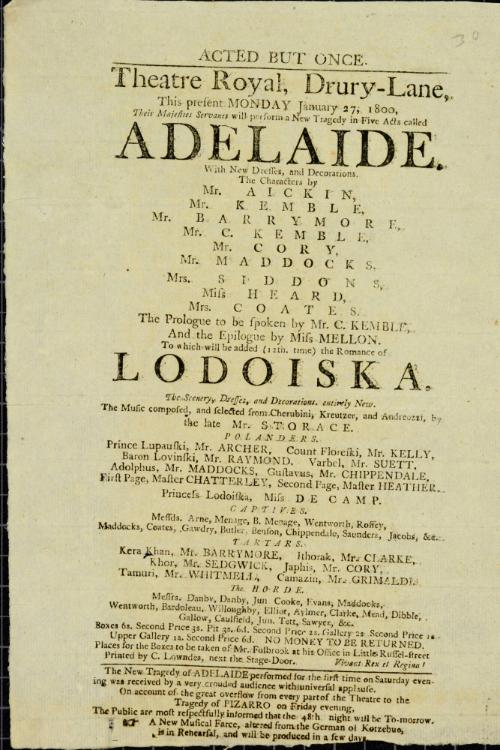 30
ACTED BUT ONCE.
Theatre Royal, Drury-Lane,
This present MONDAY January 27, 1800,
Their Majesties Servants will perform a New Tragedy in Five Acts called
ADELAIDE.
With New Dresses, and Decorations.
The Characters by
Mr. AICKIN,
Mr. KEMBLE,
Mr. BARRYMORE,
Mr. C. KEMBLE,
Mr. CORY,
Mr. MADDOCKS.
Mrs. SIDDONS,
Miss HEARD,
Mrs. COATES.
The Prologue to be spoken by Mr. C. KEMBLE,
And the Epilogue by Miss MELLON.
To which will be added (12th. time) the Romance of
LODOISKA.
The Scenery, Dresses, and Decorations. entirely New.
The Music composed, and selected from Cherubini, Kreutzer, and Andreozzi, by
the late Mr. STORACE.
POLANDERS.
Prince Lupauski, Mr. ARCHER, Count Floreski, Mr. KELLY,
Baron Lovinski, Mr. RAYMOND, Varbel, Mr. SUETT,
Adolphus, Mr. MADDOCKS, Gustavus, Mr. CHIPPENDALE,
First Page, Master CHATTERLEY, Second Page, Master HEATHER.
Princess Lodoiska, Miss DE CAMP.
CAPTIVES.
Messds. Arne, Menage, B. Menage, Wentworth, Roffey,
Maddocks, Coates, Gawdry, Butler, Benson, Chippendale, Saunders, Jacobs, &c.
TARTARS.
Kera Khan, Mr. BARRYMORE, Ithorak, Mr. CLARKE,
Khor, Mr. SEDGWICK, Japhis, Mr. CORY,
Tamuri, Mr. WHITMELL, Camazin, Mr. GRIMALDI.
The HORDE.
Messrs. Danby, Danby, Jun. Cooke, Evans, Maddocks,
Wentworth, Bardoleau, Willoughby, Elliot, Aylmer, Clarke, Mead, Dibble,
Gallow, Caulfield, Jun. Tett, Sawyer, &c.
Boxes 6s. Second Price 3s. Pit 3s. 6d. Second Price 2s. Gallery 2s Second Price 1s
Upper Gallery 1s. Second Price 6d. NO MONEY TO BE RETURNED.
Places for the Boxes to be taken of Mr. Fosbrook at his Office in Little Russel-street
Printed by C. Lowndes, next the Stage-Door. Vivant Rex et Regina!
The New Tragedy of ADELAIDE performed for the first time on Saturday even-
ing was received by a very crouded audience with universal applause.
On account of the great overflow from every part of the Theatre to the
Tragedy of PIZARRO on Friday evening,
The Public are most respectfully informed that the 48th night will be To-morrow.
A New Musical Farce, altered from the German of Kotzebue,
is in Rehearsal, and will be produced in a few days.